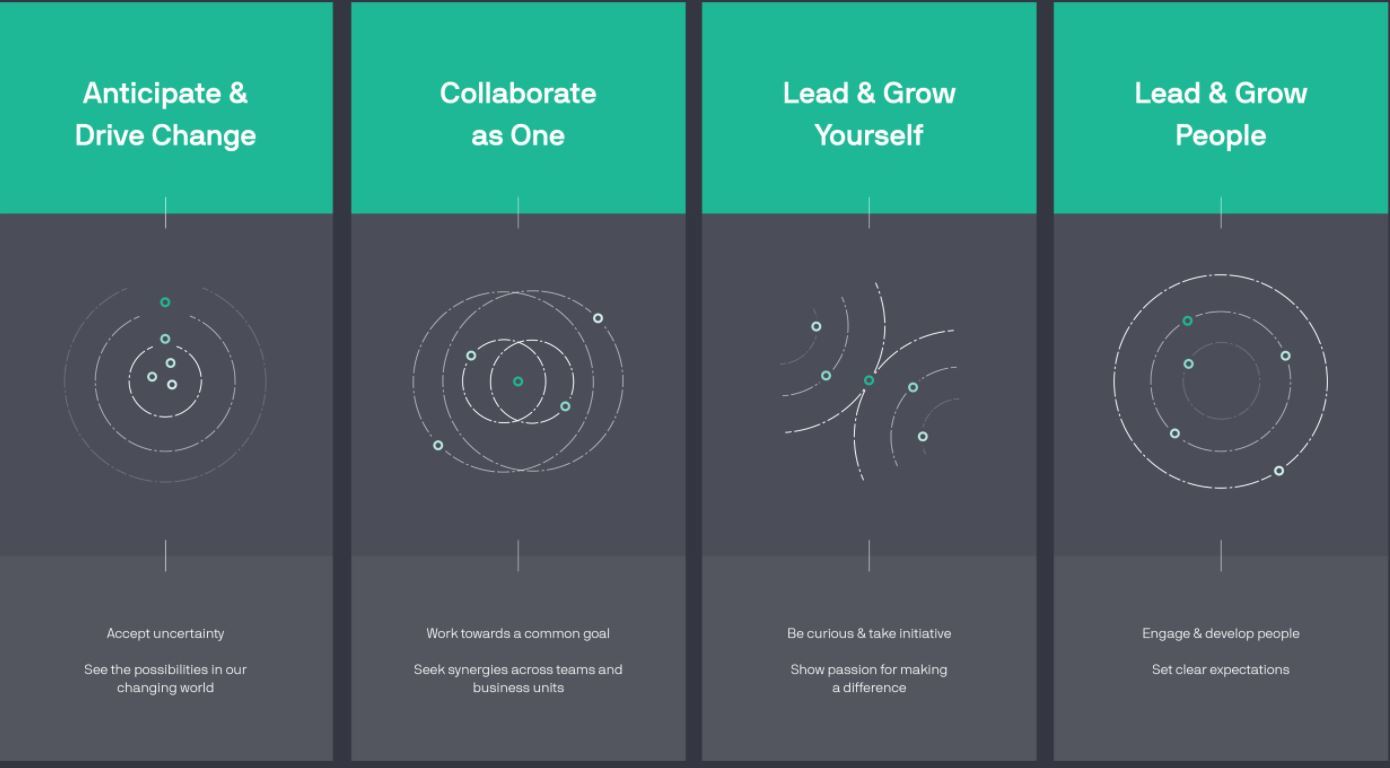 Anticipate &
Drive Change
Accept uncertainty
See the possibilities in our
changing world
Collaborate
as One
Work towards a common goal
Seek synergies across teams and
business units
Lead & Grow
Yourself
Be curious & take initiative
Show passion for making
a difference
Lead & Grow
People
Engage & develop people
Set clear expectations